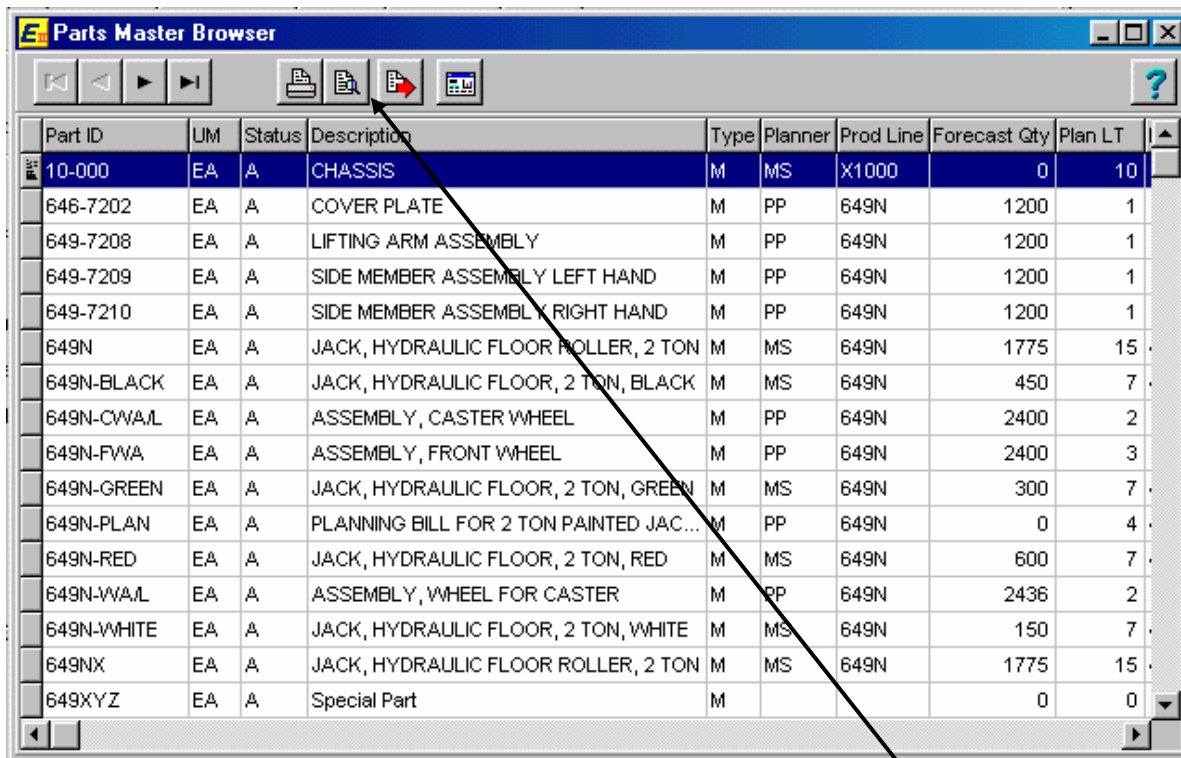 Parts Master Browser
Part ID UM Status Description Type Planner Prod Line Forecast Qty Plan LT
10-000 EA A CHASSIS M MS X1000 0 10
646-7202 EA A COVER PLATE M PP 649N 1200 1
649-7208 EA A LIFTING ARM ASSEMBLY M PP 649N 1200 1
649-7209 EA A SIDE MEMBER ASSEMBLY LEFT HAND M PP 649N 1200 1
649-7210 EA A SIDE MEMBER ASSEMBLY RIGHT HAND M PP 649N 1200 1
649N EA A JACK, HYDRAULIC FLOOR ROLLER, 2 TON M MS 649N 1775 15
649N-BLACK EA A JACK, HYDRAULIC FLOOR, 2 TON, BLACK M MS 649N 450 7
649N-CWA/L EA A ASSEMBLY, CASTER WHEEL M PP 649N 2400 2
649N-FWA EA A ASSEMBLY, FRONT WHEEL M PP 649N 2400 3
649N-GREEN EA A JACK, HYDRAULIC FLOOR, 2 TON, GREEN M MS 649N 300 7
649N-PLAN EA A PLANNING BILL FOR 2 TON PAINTED JAC... M PP 649N 0 4
649N-RED EA A JACK, HYDRAULIC FLOOR, 2 TON, RED M MS 649N 600 7
649N-WA/L EA A ASSEMBLY, WHEEL FOR CASTER M PP 649N 2436 2
649N-WHITE EA A JACK, HYDRAULIC FLOOR, 2 TON, WHITE M MS 649N 150 7
649NX EA A JACK, HYDRAULIC FLOOR ROLLER, 2 TON M MS 649N 1775 15
649XYZ EA A Special Part M 0 0